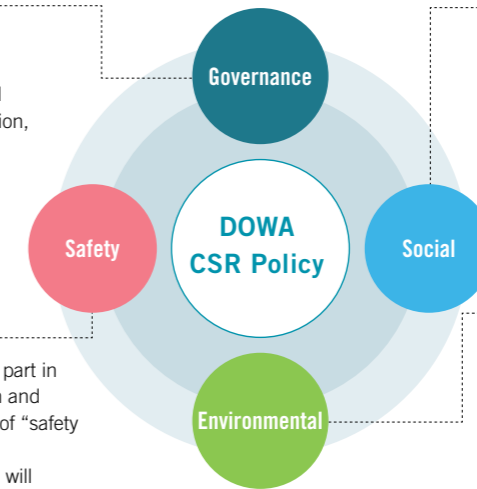 Governance
ion,
Safety
DOWA
CSR Policy
Social
part in
and
of “safety
Environmental
will